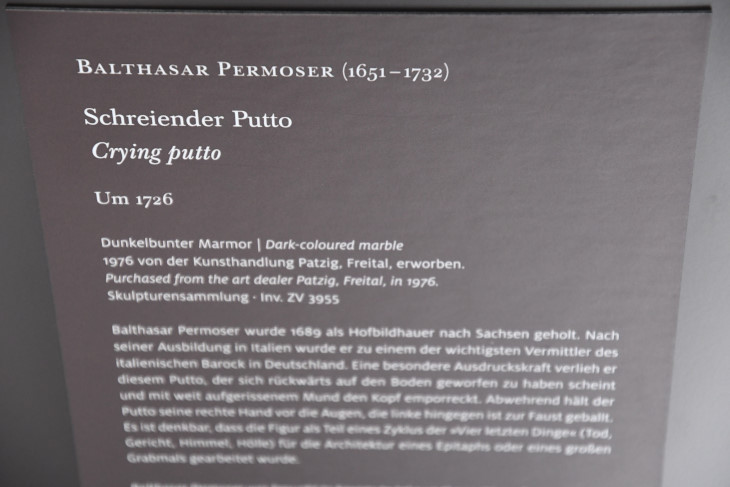 BALTHASAR PERMOSER (1651–1732)
Schreiender Putto
Crying putto
Um 1726
Dunkelbunter Marmor | Dark-coloured marble
1976 von der Kunsthandlung Patzig, Freital, erworben.
Purchased from the art dealer Patzig, Freital, in 1976.
Skulpturensammlung · Inv. ZV 3955
Balthasar Permoser wurde 1689 als Hofbildhauer nach Sachsen geholt. Nach
seiner Ausbildung in Italien wurde er zu einem der wichtigsten Vermittler des
italienischen Barock in Deutschland. Eine besondere Ausdruckskraft verlieh er
diesem Putto, der sich rückwärts auf den Boden geworfen zu haben scheint
und mit weit aufgerissenem Mund den Kopf emporreckt. Abwehrend hält der
Putto seine rechte Hand vor die Augen, die linke hingegen ist zur Faust geballt.
Es ist denkbar, dass die Figur als Teil eines Zyklus der »Vier letzten Dinge« (Tod,
Gericht, Himmel, Hölle) für die Architektur eines Epitaphs oder eines großen
Grabmals gearbeitet wurde.